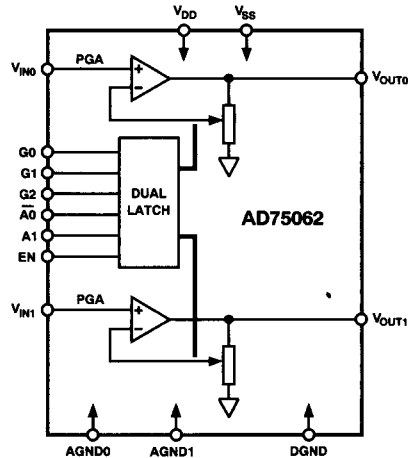 VDD
VSS
VIN0
PGA
+
−
VOUT0
G0
G1
G2
A̅0̅
A1
EN
DUAL
LATCH
AD75062
VIN1
PGA
+
−
VOUT1
AGND0
AGND1
DGND